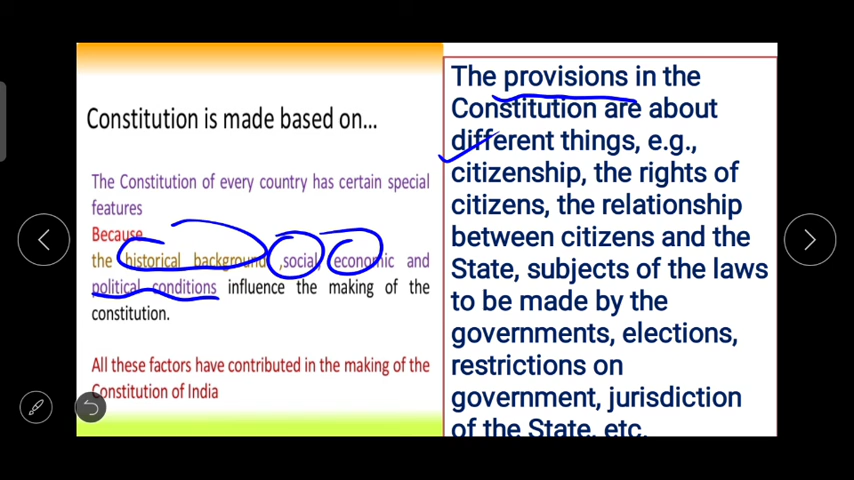 Constitution is made based on...
The Constitution of every country has certain special
features
Because
the historical background ,social, economic and
political conditions influence the making of the
constitution.
All these factors have contributed in the making of the
Constitution of India
The provisions in the
Constitution are about
different things, e.g.,
citizenship, the rights of
citizens, the relationship
between citizens and the
State, subjects of the laws
to be made by the
governments, elections,
restrictions on
government, jurisdiction
of the State, etc.